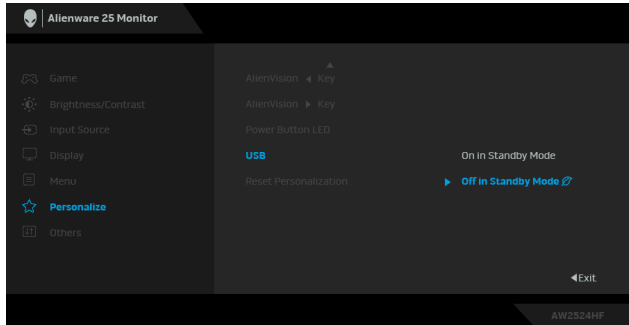 Alienware 25 Monitor
Game
Brightness/Contrast
Input Source
Display
Menu
Personalize
Others
AlienVision ◀ Key
AlienVision ▶ Key
Power Button LED
USB
Reset Personalization
On in Standby Mode
Off in Standby Mode
Exit
AW2524HF